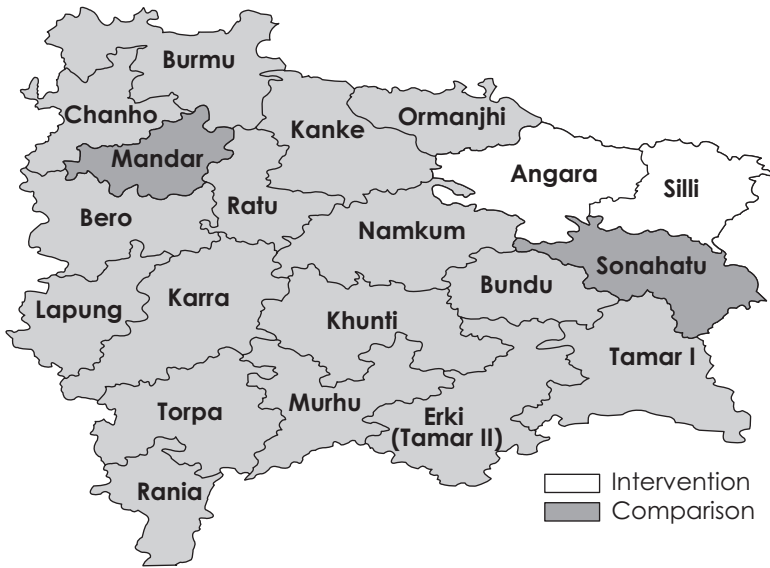 Burmu
Chanho
Kanke
Ormanjhi
Mandar
Angara
Silli
Ratu
Bero
Namkum
Sonahatu
Bundu
Karra
Lapung
Khunti
Tamar I
Murhu
Torpa
Erki
(Tamar II)
Rania
Intervention
Comparison